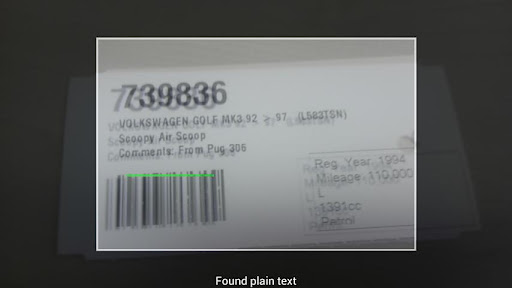 739836
VOLKSWAGEN GOLF MK3 92 > 97 (L583TSN)
Scoopy Air Scoop
Comments: From Pug 306
Reg. Year. 1994
Mileage. 110,000
L
1391cc
Petrol
Found plain text